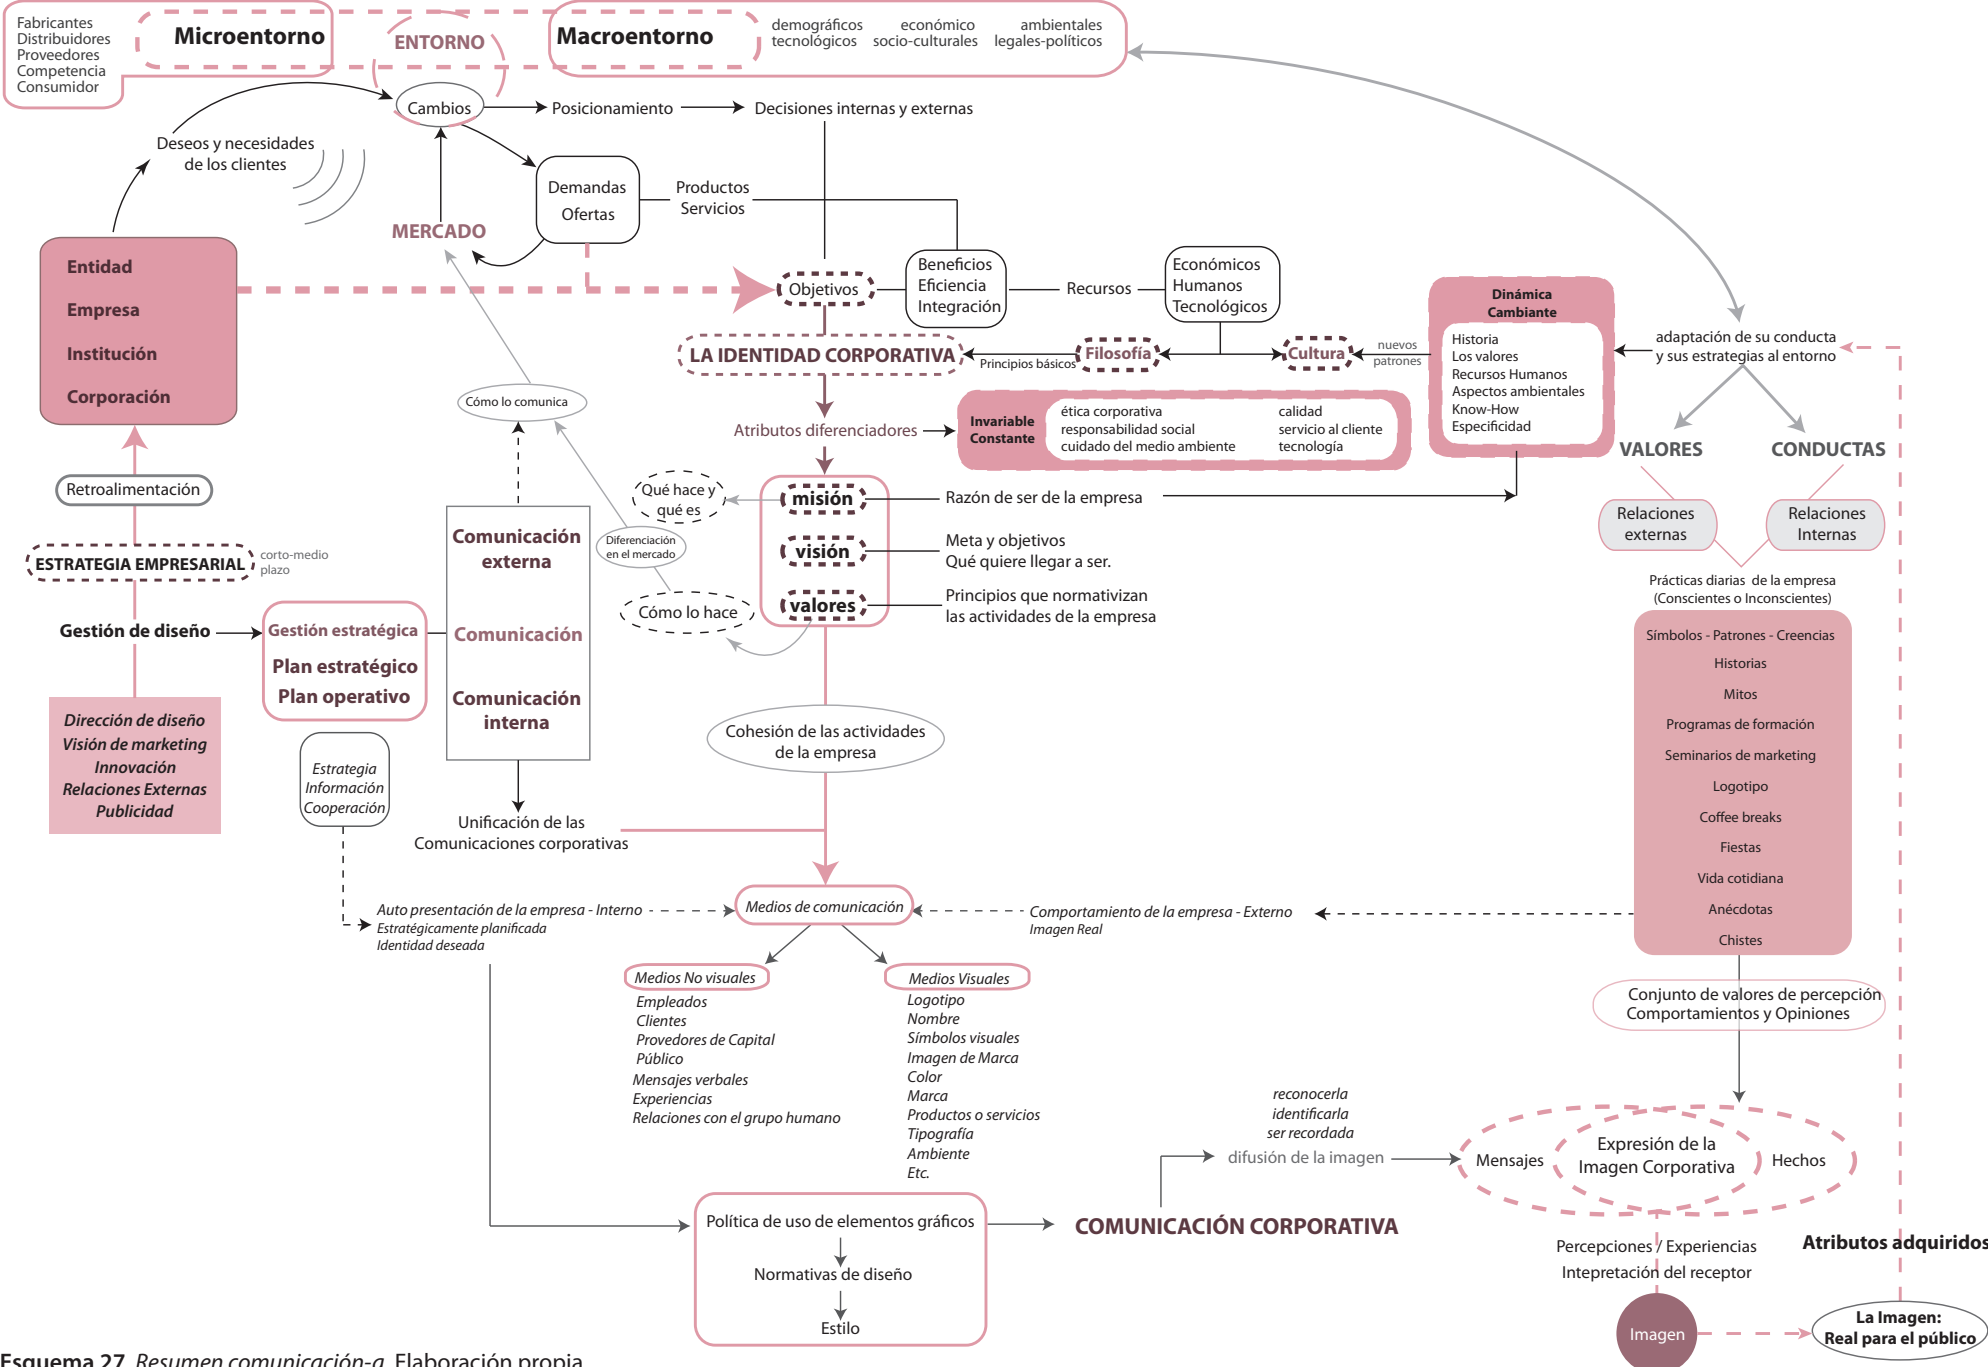 Fabricantes
Distribuidores
Proveedores
Competencia
Consumidor
Microentorno
ENTORNO
Macroentorno
demográficos económico ambientales
tecnológicos socio-culturales legales-políticos
Cambios
Posicionamiento
Decisiones internas y externas
Deseos y necesidades
de los clientes
Demandas
Ofertas
Productos
Servicios
MERCADO
Entidad
Empresa
Institución
Corporación
Objetivos
Beneficios
Eficiencia
Integración
Recursos
Económicos
Humanos
Tecnológicos
Dinámica
Cambiante
Historia
Los valores
Recursos Humanos
Aspectos ambientales
Know-How
Especificidad
adaptación de su conducta
y sus estrategias al entorno
LA IDENTIDAD CORPORATIVA
Principios básicos
Filosofía
Cultura
nuevos
patrones
Cómo lo comunica
Atributos diferenciadores
Invariable
Constante
ética corporativa
responsabilidad social
cuidado del medio ambiente
calidad
servicio al cliente
tecnología
VALORES
CONDUCTAS
Retroalimentación
Qué hace y
qué es
misión
Razón de ser de la empresa
Relaciones
externas
Relaciones
Internas
Comunicación
externa
Diferenciación
en el mercado
visión
Meta y objetivos
Qué quiere llegar a ser.
ESTRATEGIA EMPRESARIAL
corto-medio
plazo
Prácticas diarias de la empresa
(Conscientes o Inconscientes)
Cómo lo hace
valores
Principios que normativizan
las actividades de la empresa
Gestión de diseño
Gestión estratégica
Plan estratégico
Plan operativo
Comunicación
Comunicación
interna
Símbolos - Patrones - Creencias
Historias
Mitos
Programas de formación
Seminarios de marketing
Logotipo
Coffee breaks
Fiestas
Vida cotidiana
Anécdotas
Chistes
Dirección de diseño
Visión de marketing
Innovación
Relaciones Externas
Publicidad
Estrategia
Información
Cooperación
Cohesión de las actividades
de la empresa
Unificación de las
Comunicaciones corporativas
Auto presentación de la empresa - Interno
Estratégicamente planificada
Identidad deseada
Medios de comunicación
Comportamiento de la empresa - Externo
Imagen Real
Medios No visuales
Empleados
Clientes
Provedores de Capital
Público
Mensajes verbales
Experiencias
Relaciones con el grupo humano
Medios Visuales
Logotipo
Nombre
Símbolos visuales
Imagen de Marca
Color
Marca
Productos o servicios
Tipografía
Ambiente
Etc.
Conjunto de valores de percepción
Comportamientos y Opiniones
reconocerla
identificarla
ser recordada
difusión de la imagen
Mensajes
Expresión de la
Imagen Corporativa
Hechos
Política de uso de elementos gráficos
Normativas de diseño
Estilo
COMUNICACIÓN CORPORATIVA
Percepciones / Experiencias
Intepretación del receptor
Atributos adquiridos
Imagen
La Imagen:
Real para el público
Esquema 27. Resumen comunicación-a. Elaboración propia